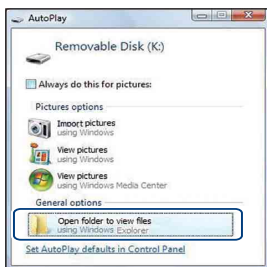 AutoPlay
Removable Disk (K:)
Always do this for pictures:
Pictures options
Import pictures
using Windows
View pictures
using Windows
View pictures
using Windows Media Center
General options
Open folder to view files
using Windows Explorer
Set AutoPlay defaults in Control Panel